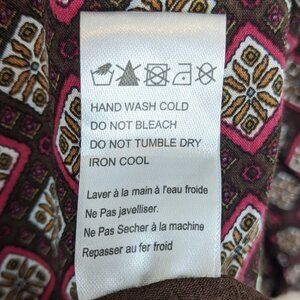 HAND WASH COLD
DO NOT BLEACH
DO NOT TUMBLE DRY
IRON COOL
Laver à la main à l'eau froide
Ne Pas javelliser.
Ne Pas Secher à la machine
Repasser au fer froid